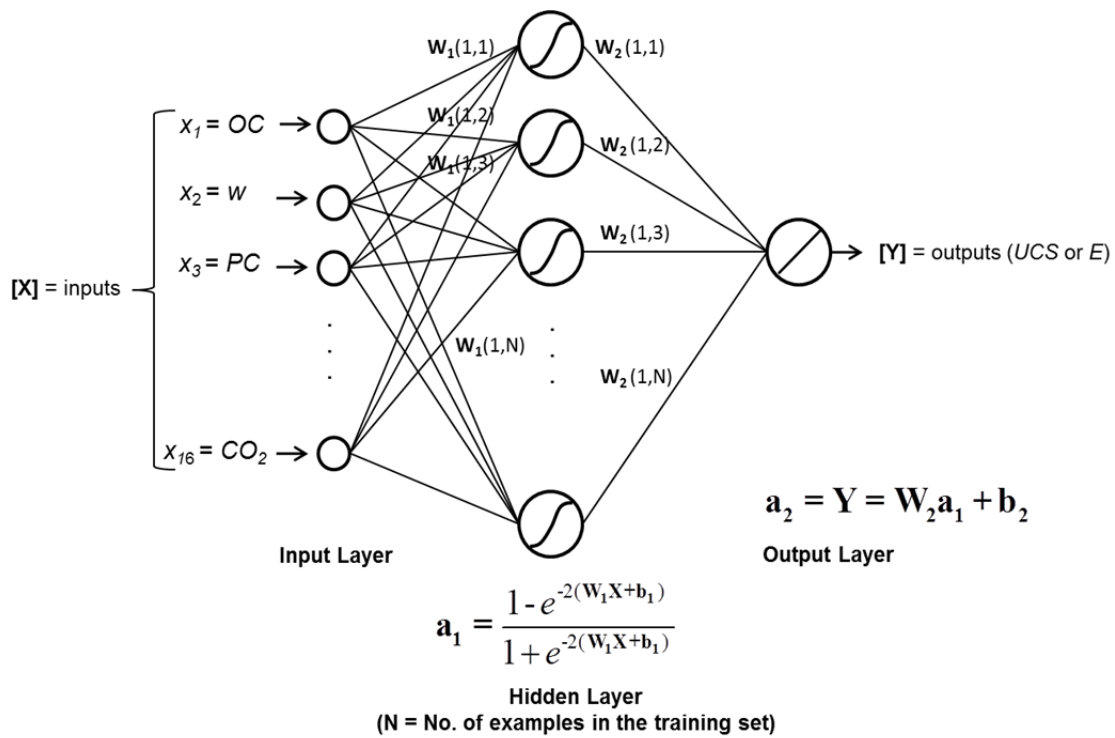 W₁(1,1)
W₂(1,1)
x₁ = OC
W₁(1,2)
W₂(1,2)
W₁(1,3)
x₂ = w
W₂(1,3)
x₃ = PC
[X] = inputs
[Y] = outputs (UCS or E)
W₁(1,N)
W₂(1,N)
x₁₆ = CO₂
a₂ = Y = W₂a₁ + b₂
Input Layer
Output Layer
a₁ = (1 - e^-2(W₁X+b₁)) / (1 + e^-2(W₁X+b₁))
Hidden Layer
(N = No. of examples in the training set)